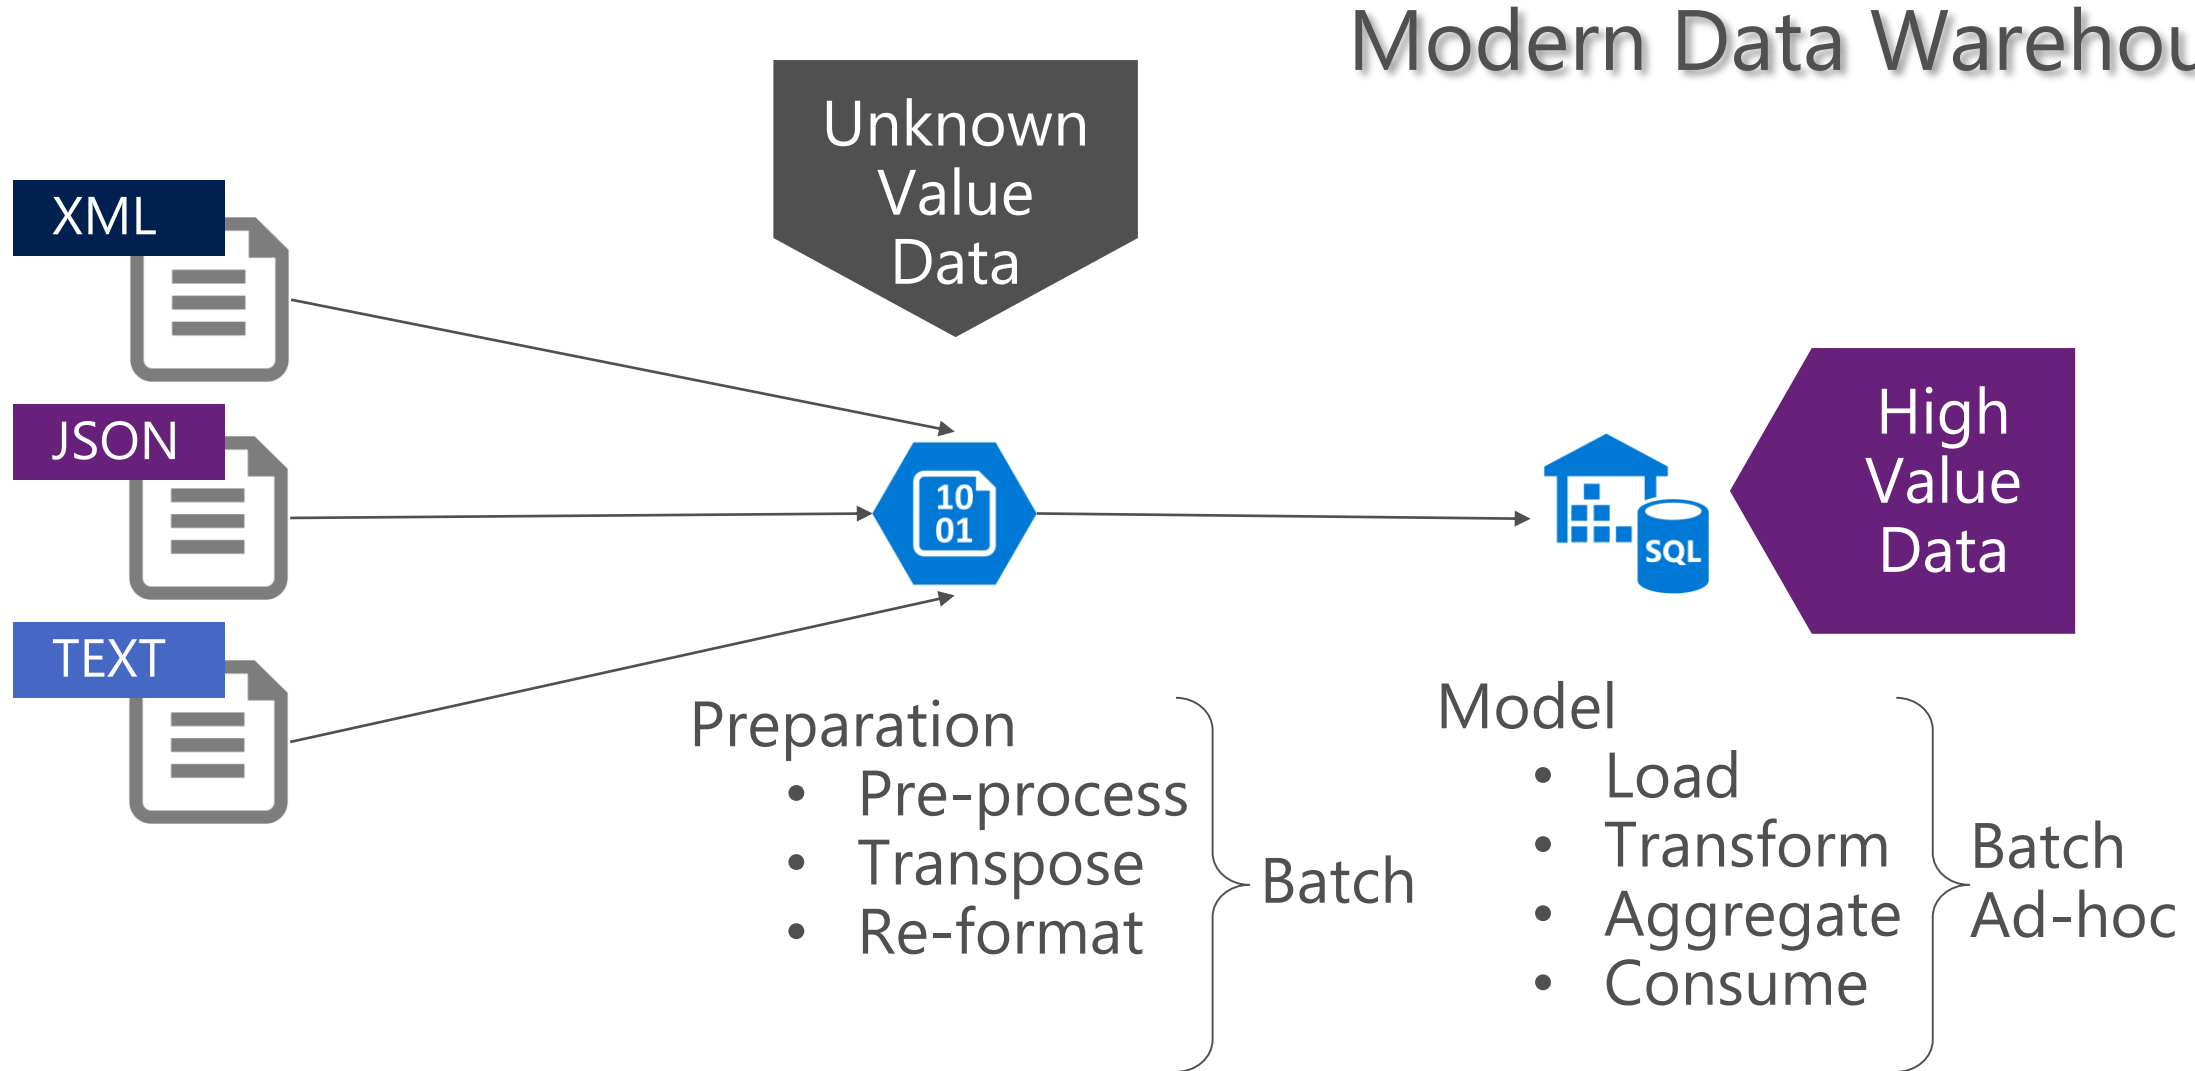 Modern Data Warehou
Unknown
Value
Data
XML
JSON
TEXT
10
01
SQL
High
Value
Data
Preparation
• Pre-process
• Transpose
• Re-format
Batch
Model
• Load
• Transform
• Aggregate
• Consume
Batch
Ad-hoc